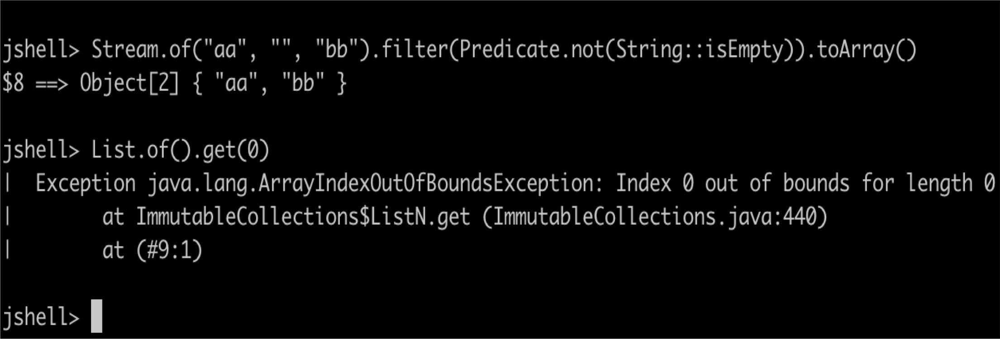 jshell> Stream.of("aa", "", "bb").filter(Predicate.not(String::isEmpty)).toArray()
$8 ==> Object[2] { "aa", "bb" }
jshell> List.of().get(0)
|  Exception java.lang.ArrayIndexOutOfBoundsException: Index 0 out of bounds for length 0
|        at ImmutableCollections$ListN.get (ImmutableCollections.java:440)
|        at (#9:1)
jshell>